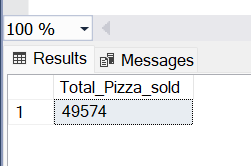 100 %
Results Messages
Total_Pizza_sold
1 49574